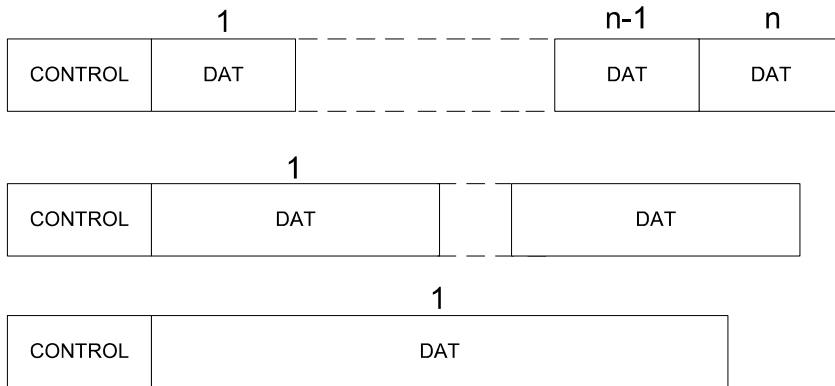 1 n-1 n
CONTROL DAT DAT DAT
1
CONTROL DAT DAT
1
CONTROL DAT